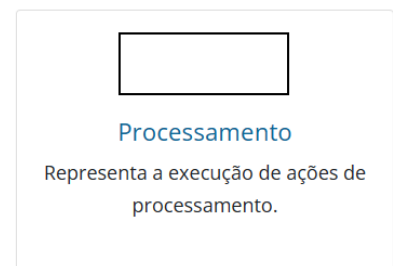 Processamento
Representa a execução de ações de
processamento.